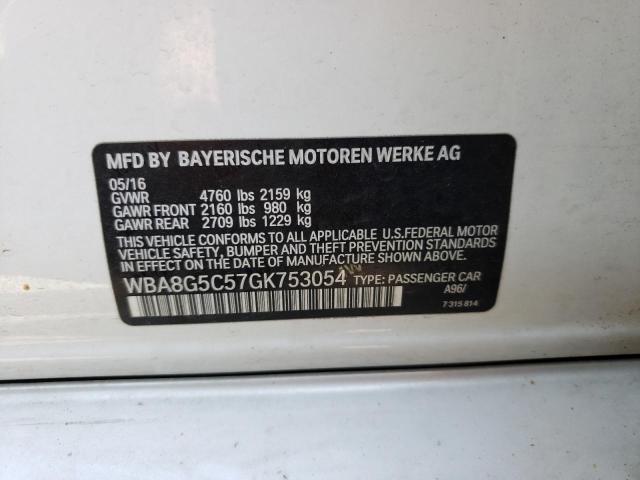 MFD BY BAYERISCHE MOTOREN WERKE AG
05/16
GVWR 4760 lbs 2159 kg
GAWR FRONT 2160 lbs 980 kg
GAWR REAR 2709 lbs 1229 kg
THIS VEHICLE CONFORMS TO ALL APPLICABLE U.S.FEDERAL MOTOR
VEHICLE SAFETY, BUMPER AND THEFT PREVENTION STANDARDS
IN EFFECT ON THE DATE OF MANUFACTURE SHOWN ABOVE.
WBA8G5C57GK753054 TYPE: PASSENGER CAR
A96/
7 315 814